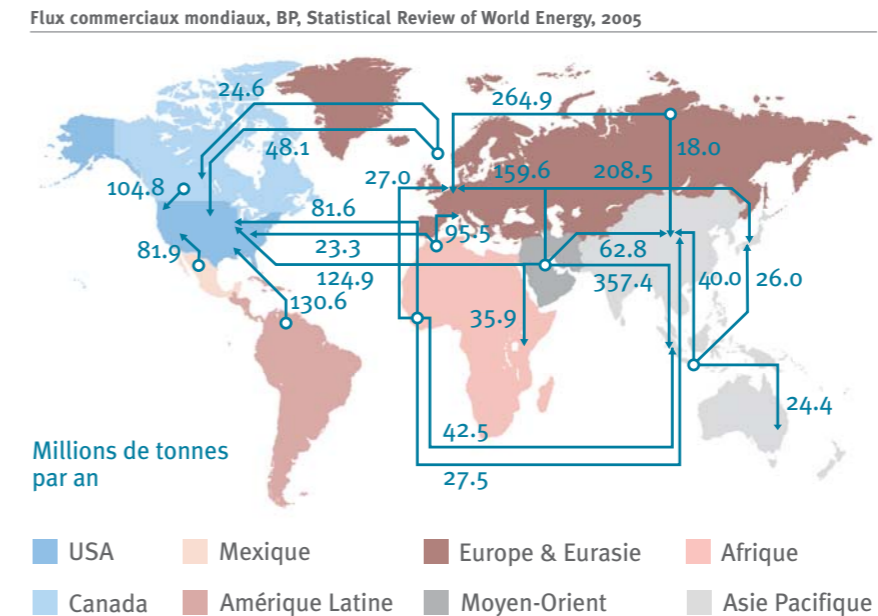 Flux commerciaux mondiaux, BP, Statistical Review of World Energy, 2005
24.6
264.9
48.1
18.0
27.0
159.6
208.5
104.8
81.6
95.5
23.3
62.8
81.9
124.9
357.4
40.0
26.0
130.6
35.9
24.4
42.5
27.5
Millions de tonnes
par an
USA
Mexique
Europe & Eurasie
Afrique
Canada
Amérique Latine
Moyen-Orient
Asie Pacifique